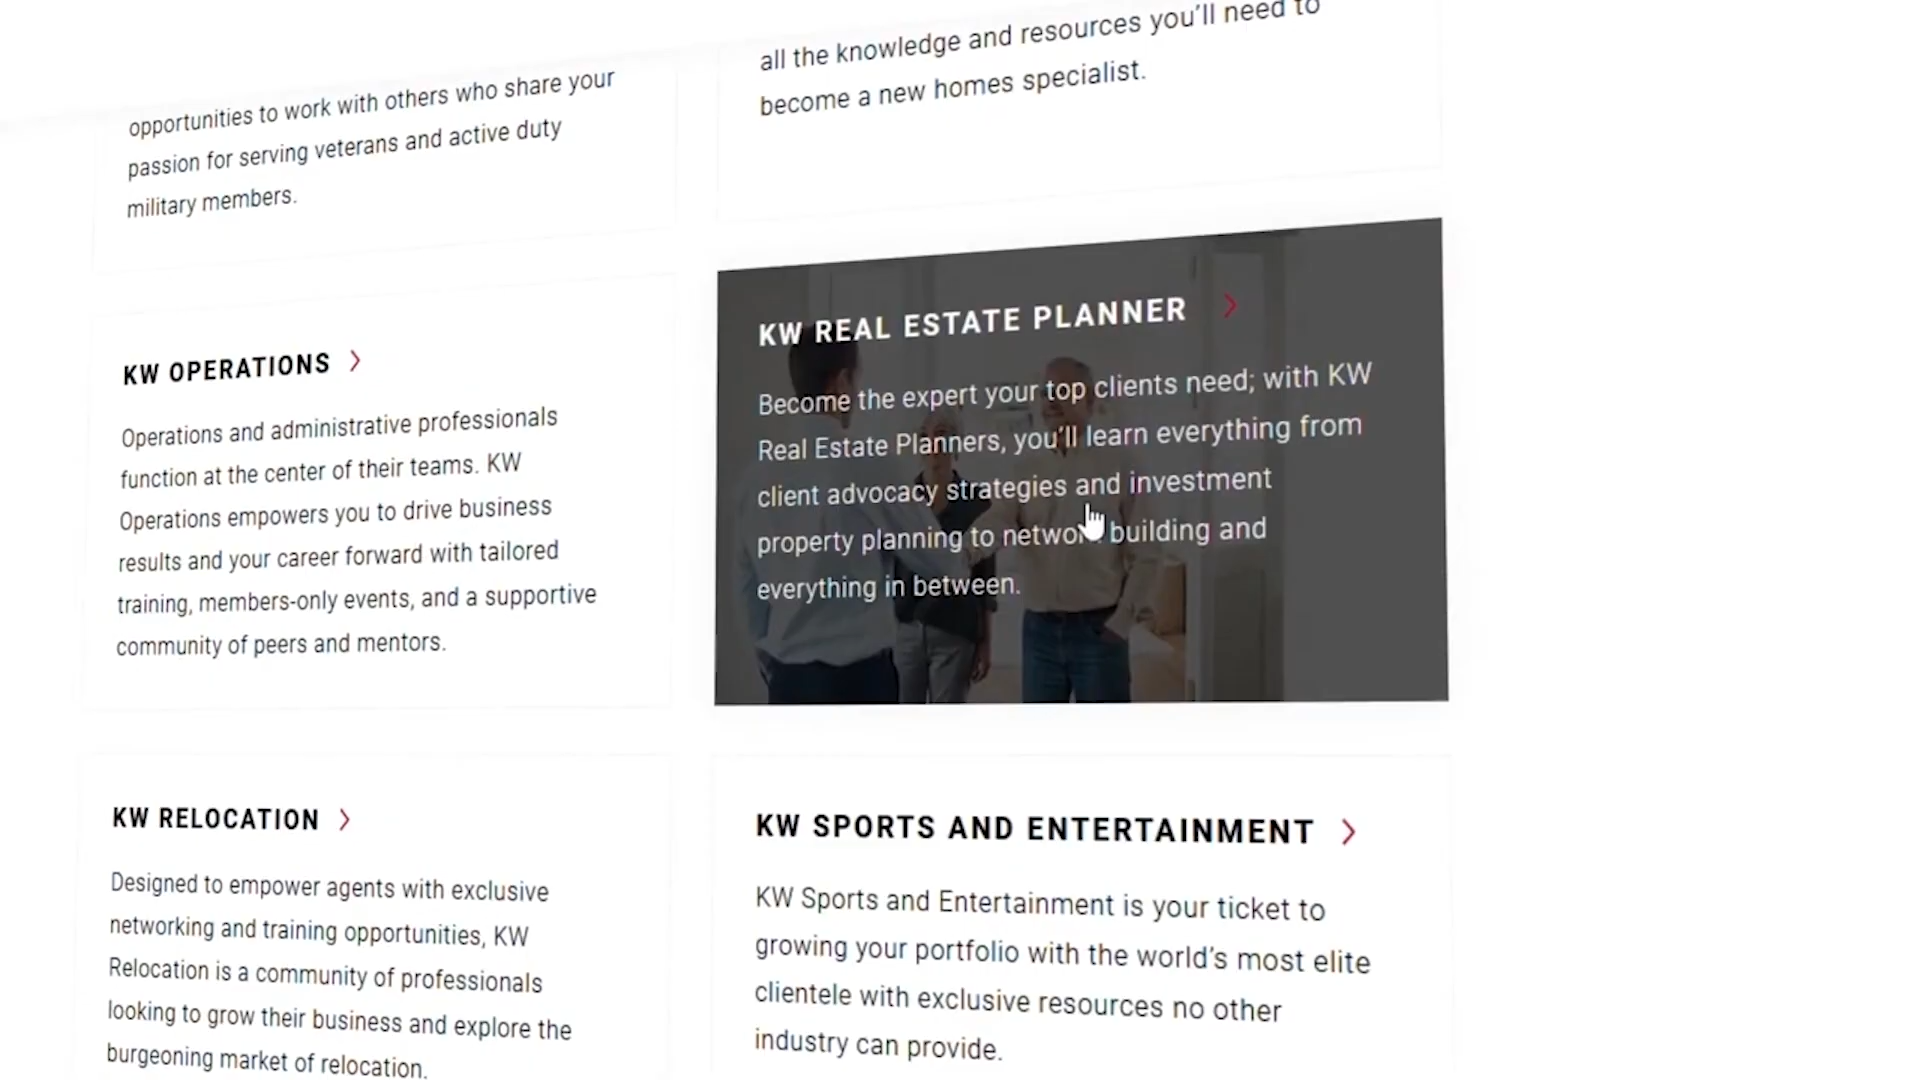 opportunities to work with others who share your
passion for serving veterans and active duty
military members.
all the knowledge and resources you'll need to
become a new homes specialist.
KW OPERATIONS
Operations and administrative professionals
function at the center of their teams. KW
Operations empowers you to drive business
results and your career forward with tailored
training, members-only events, and a supportive
community of peers and mentors.
KW REAL ESTATE PLANNER
Become the expert your top clients need; with KW
Real Estate Planners, you'll learn everything from
client advocacy strategies and investment
property planning to network building and
everything in between.
KW RELOCATION
Designed to empower agents with exclusive
networking and training opportunities, KW
Relocation is a community of professionals
looking to grow their business and explore the
burgeoning market of relocation.
KW SPORTS AND ENTERTAINMENT
KW Sports and Entertainment is your ticket to
growing your portfolio with the world's most elite
clientele with exclusive resources no other
industry can provide.